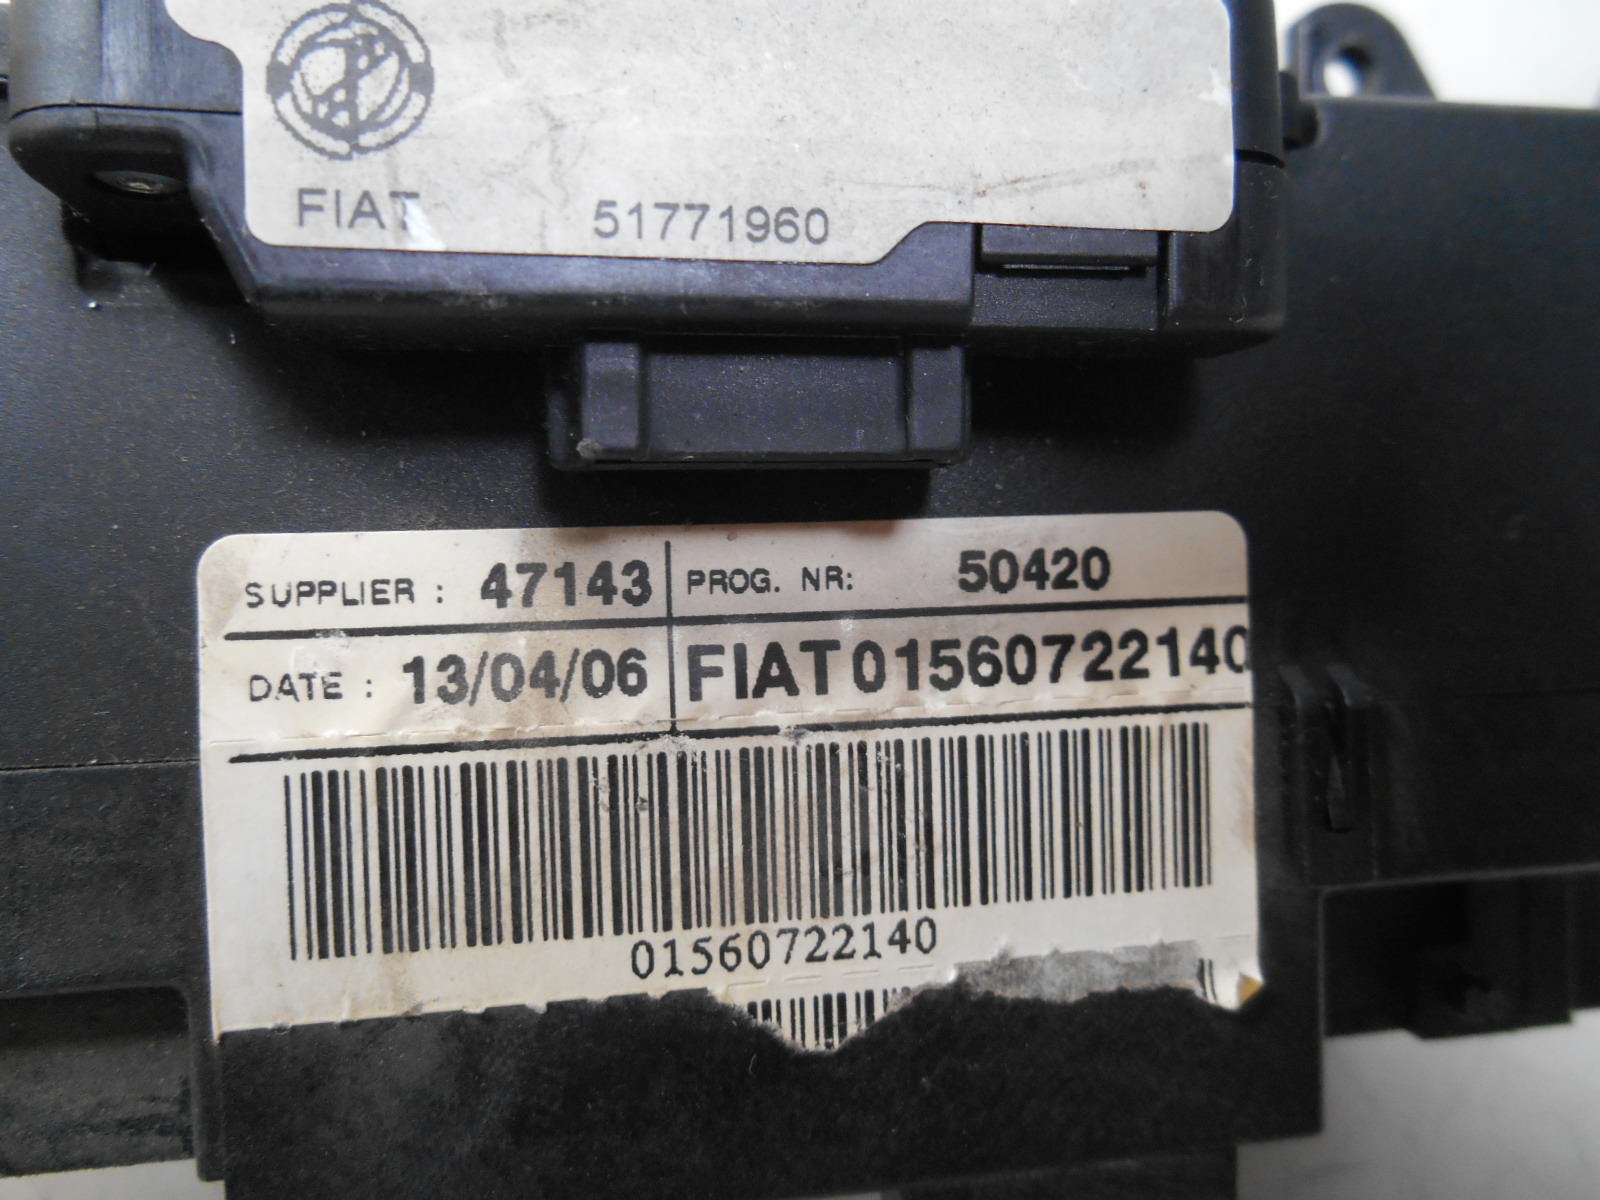 FIAT 51771960
SUPPLIER : 47143 PROG. NR: 50420
DATE : 13/04/06 FIAT 01560722140
01560722140